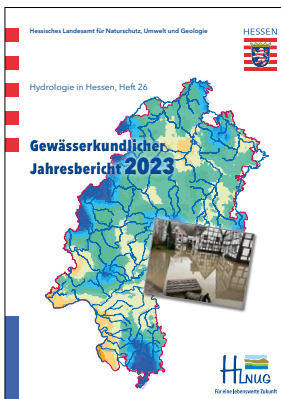 Hessisches Landesamt für Naturschutz, Umwelt und Geologie
HESSEN
Hydrologie in Hessen, Heft 26
Gewässerkundlicher
Jahresbericht 2023
HLNUG
Für eine lebenswerte Zukunft